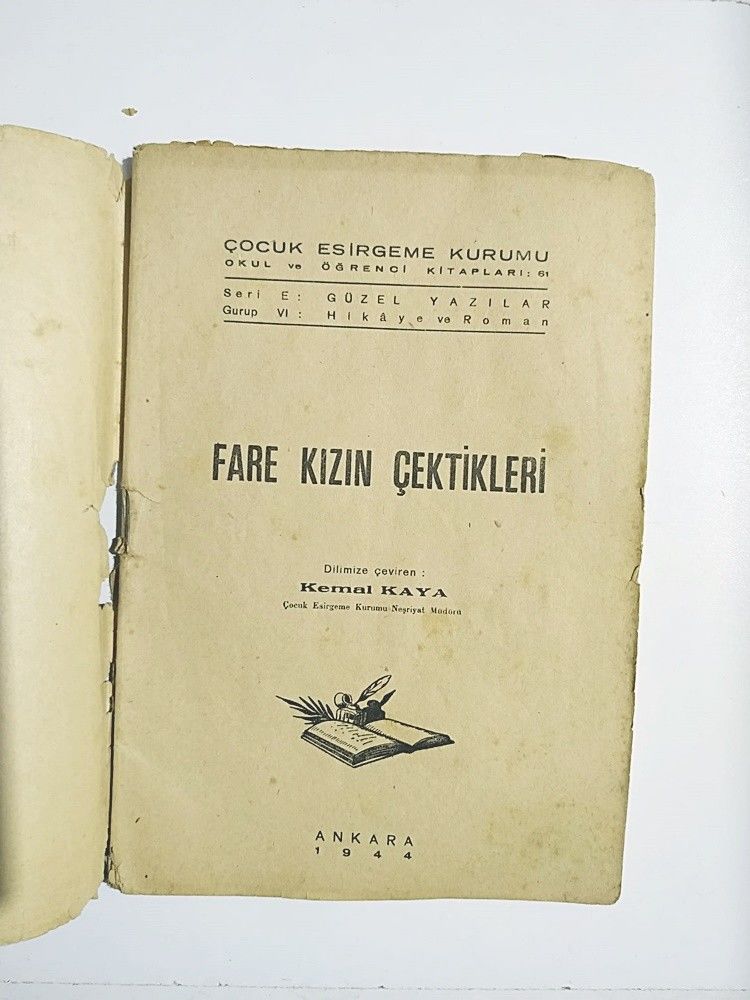 ÇOCUK ESİRGEME KURUMU
OKUL ve ÖĞRENCİ KİTAPLARI: 61
Seri E: GÜZEL YAZILAR
Gurup VI: Hikâye ve Roman
FARE KIZIN ÇEKTİKLERİ
Dilimize çeviren :
Kemal KAYA
Çocuk Esirgeme Kurumu Neşriyat Müdürü
ANKARA
1944